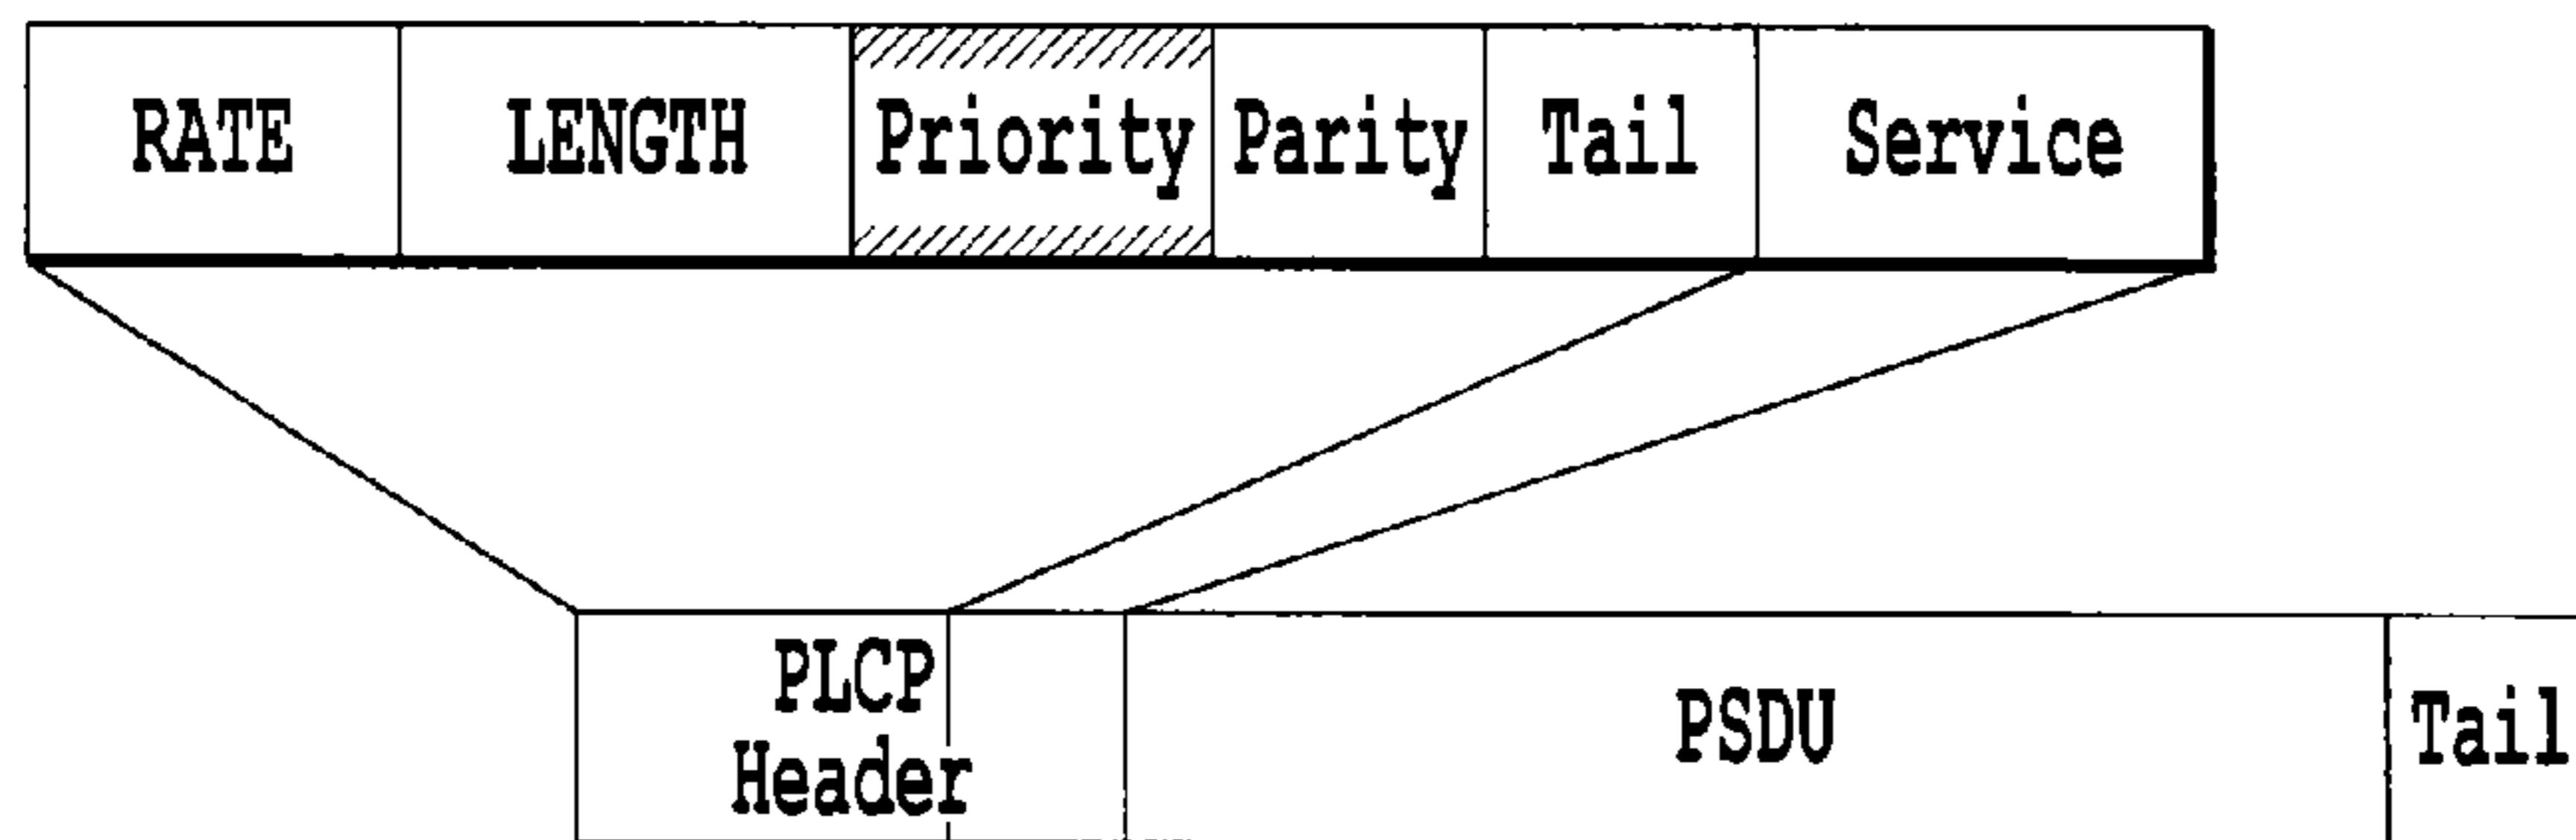 RATE LENGTH Priority Parity Tail Service
PLCP
Header
PSDU
Tail